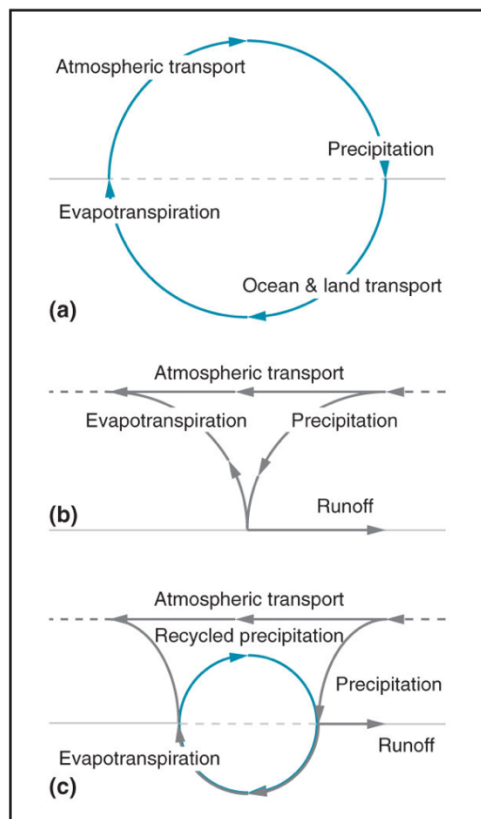 Atmospheric transport
Precipitation
Evapotranspiration
Ocean & land transport
(a)
Atmospheric transport
Evapotranspiration
Precipitation
Runoff
(b)
Atmospheric transport
Recycled precipitation
Precipitation
Runoff
Evapotranspiration
(c)